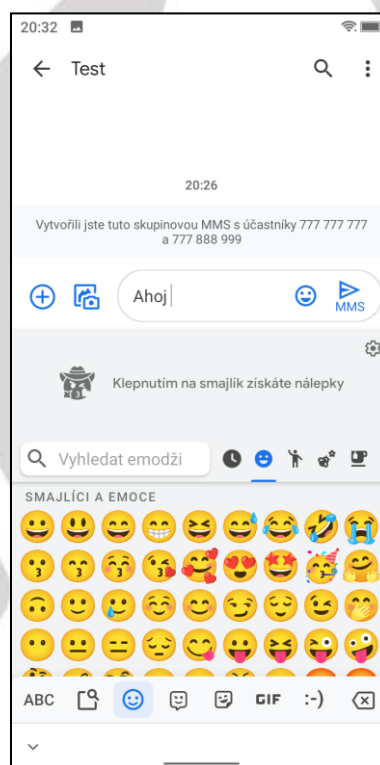 20:32
Test
20:26
Vytvořili jste tuto skupinovou MMS s účastníky 777 777 777
a 777 888 999
Ahoj
MMS
Klepnutím na smajlík získáte nálepky
Vyhledat emodži
SMAJLÍCI A EMOCE
ABC GIF :-)